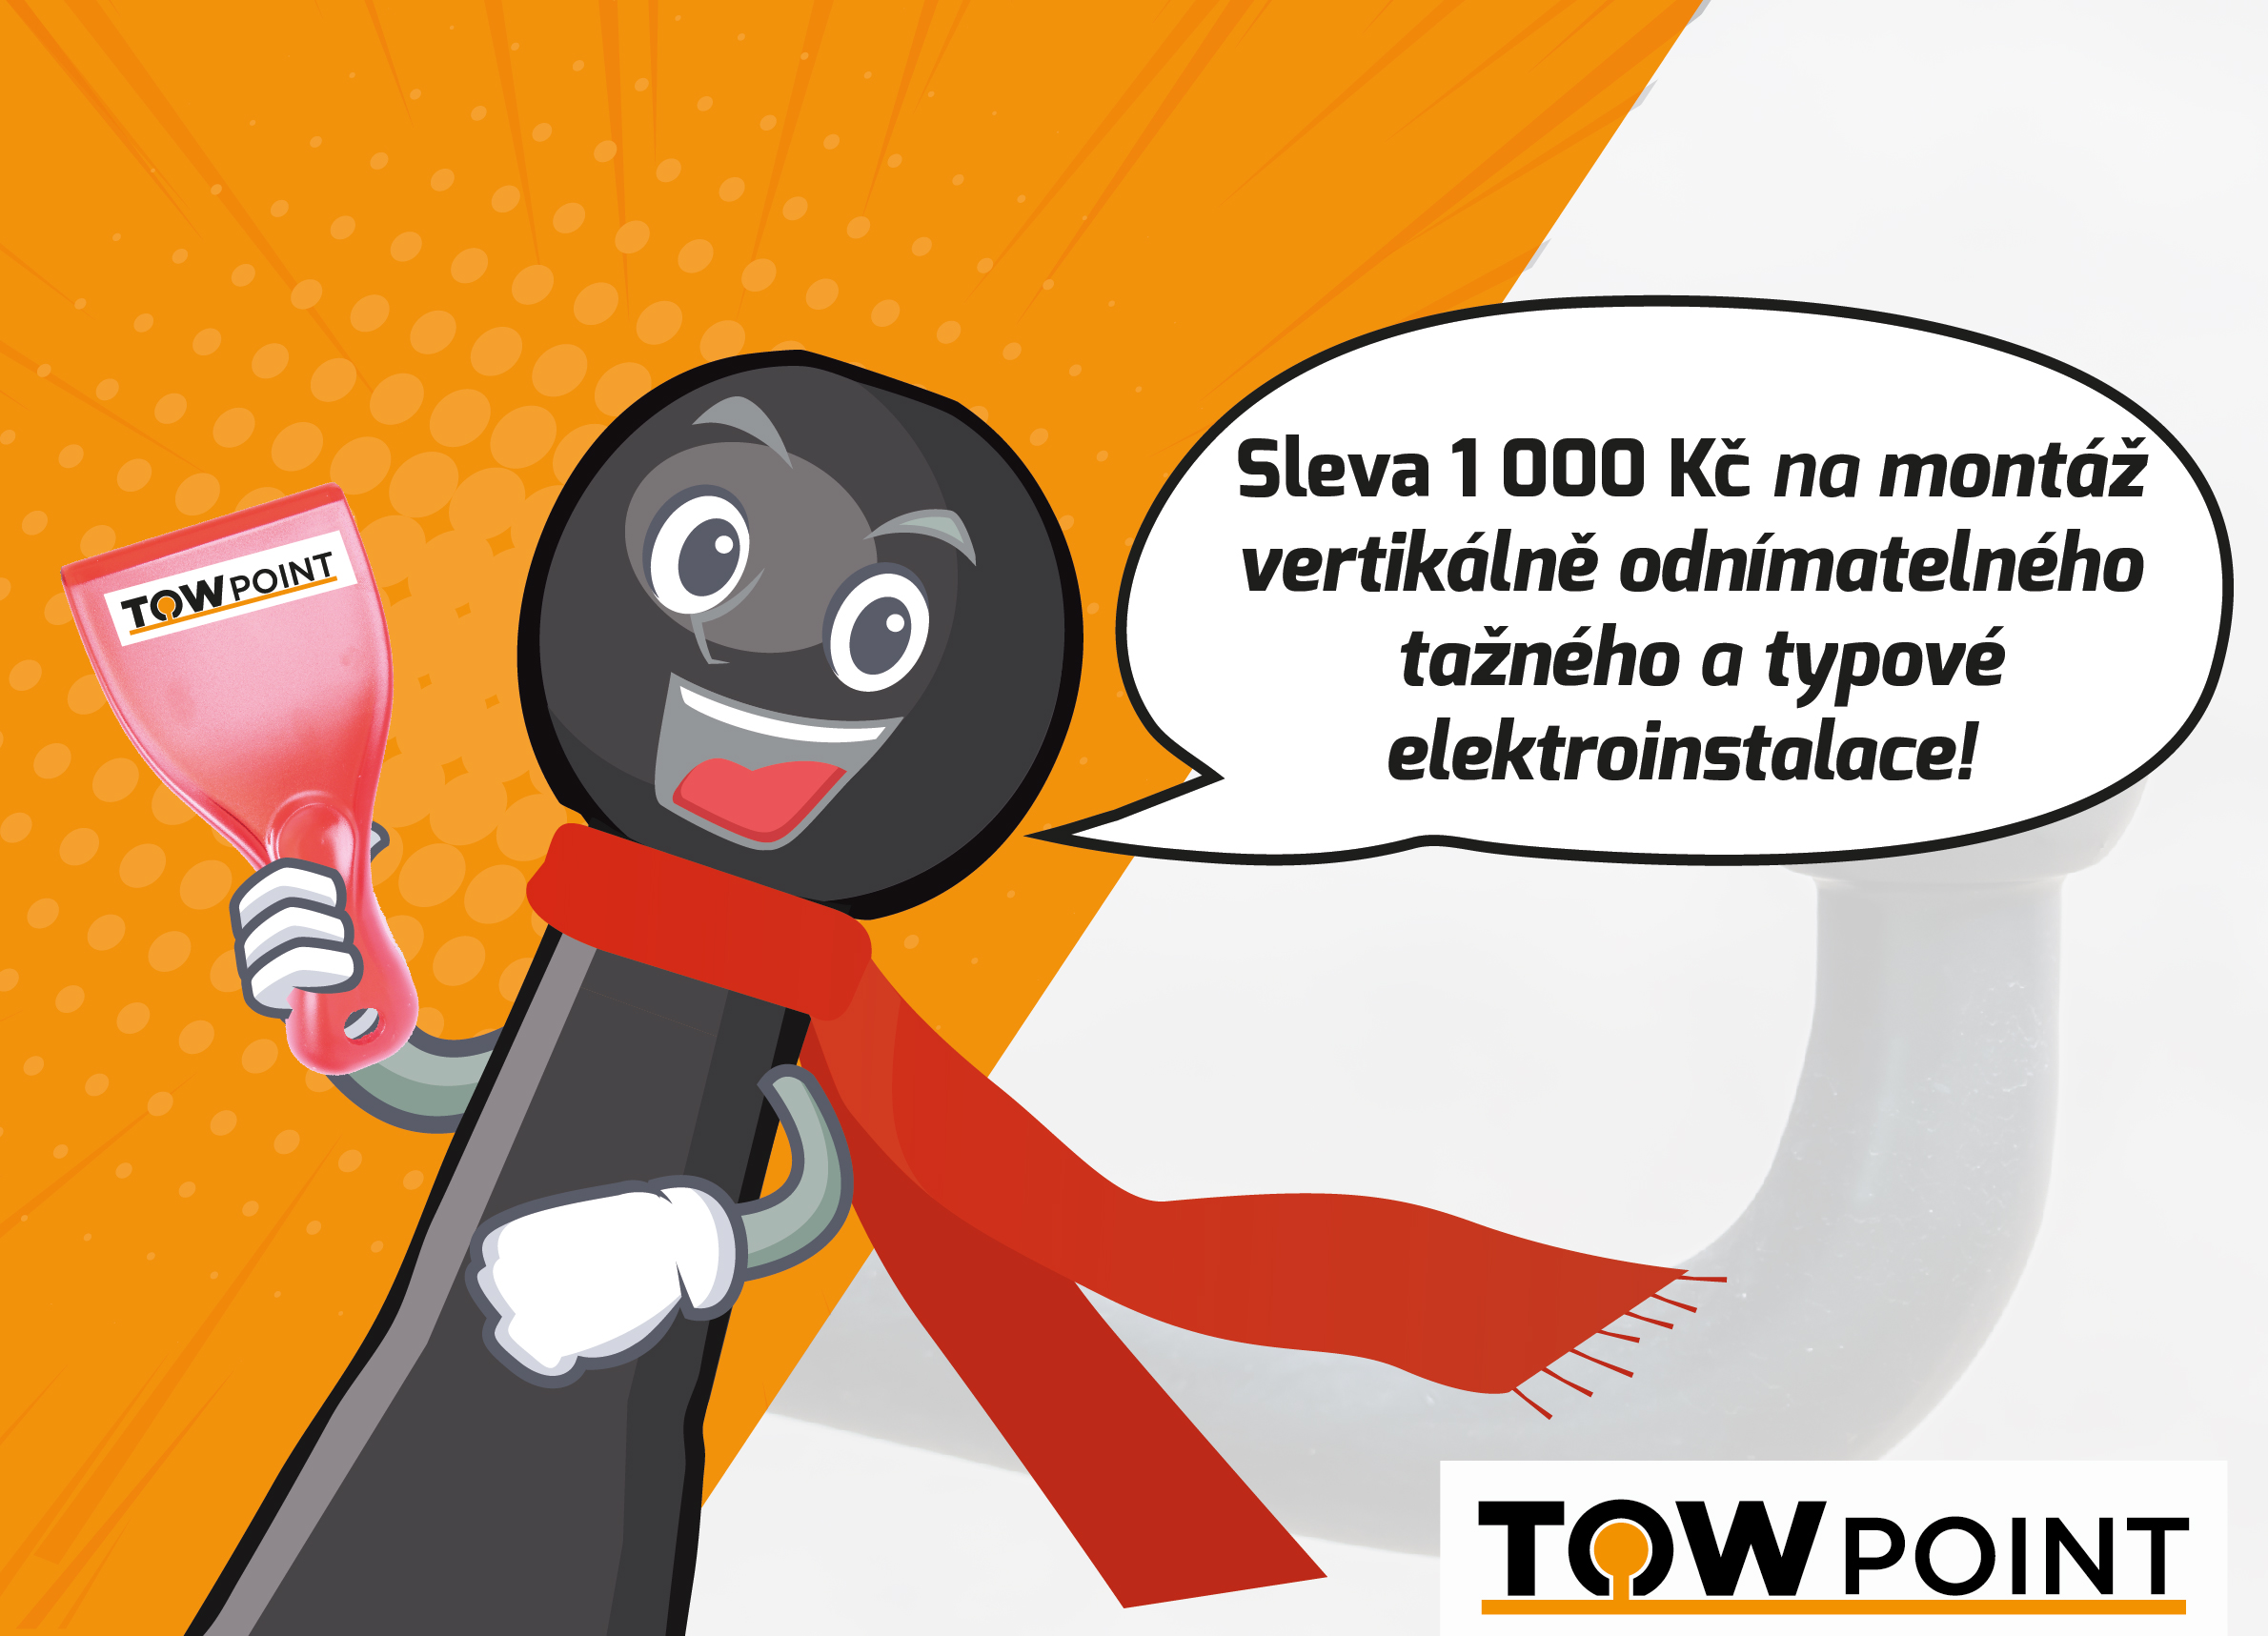 TOWPOINT
Sleva 1 000 Kč na montáž
vertikálně odnímatelného
tažného a typové
elektroinstalace!
TOWPOINT